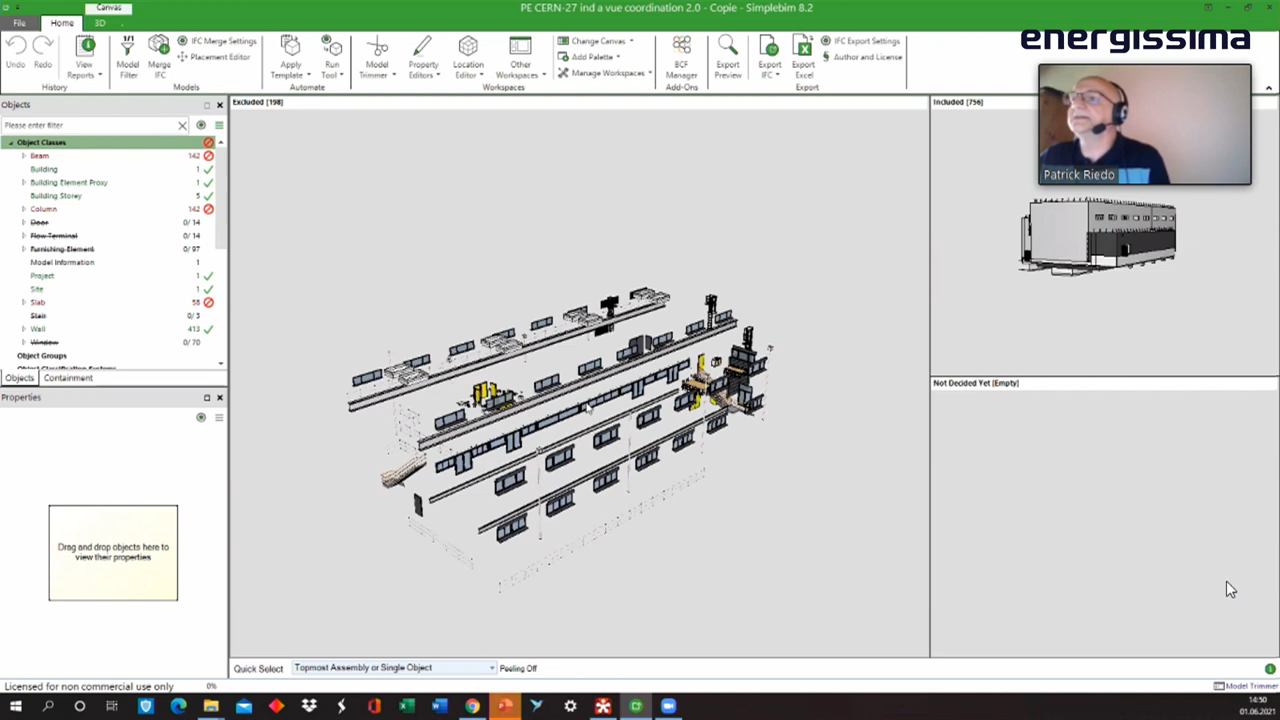 Canvas
PE CERN-27 ind a vue coordination 2.0 - Copie - Simplebim 8.2
File
Home
3D
energissima
Undo
Redo
View
Reports
History
Model
Filter
Merge
IFC
IFC Merge Settings
Placement Editor
Models
Apply
Template
Run
Tool
Automate
Model
Trimmer
Property
Editors
Location
Editor
Other
Workspaces
Change Canvas
Add Palette
Manage Workspaces
Workspaces
BCF
Manager
Add-Ons
Export
Preview
Export
IFC
Export
Excel
IFC Export Settings
Author and License
Export
Objects
Please enter filter
Object Classes
Beam 142
Building 1
Building Element Proxy 1
Building Storey 5
Column 142
Door 0/ 14
Flow Terminal 0/ 14
Furnishing Element 0/97
Model Information 1
Project 1
Site 1
Slab 58
Stair 0/ 3
Wall 413
Window 0/ 70
Object Groups
Object Classification Systems
Objects
Containment
Properties
Drag and drop objects here to
view their properties
Excluded [198]
Included [756]
Patrick Riedo
Not Decided Yet [Empty]
Quick Select
Topmost Assembly or Single Object
Peeling Off
Licensed for non commercial use only
0%
Model Trimmer
14:50
01.06.2021